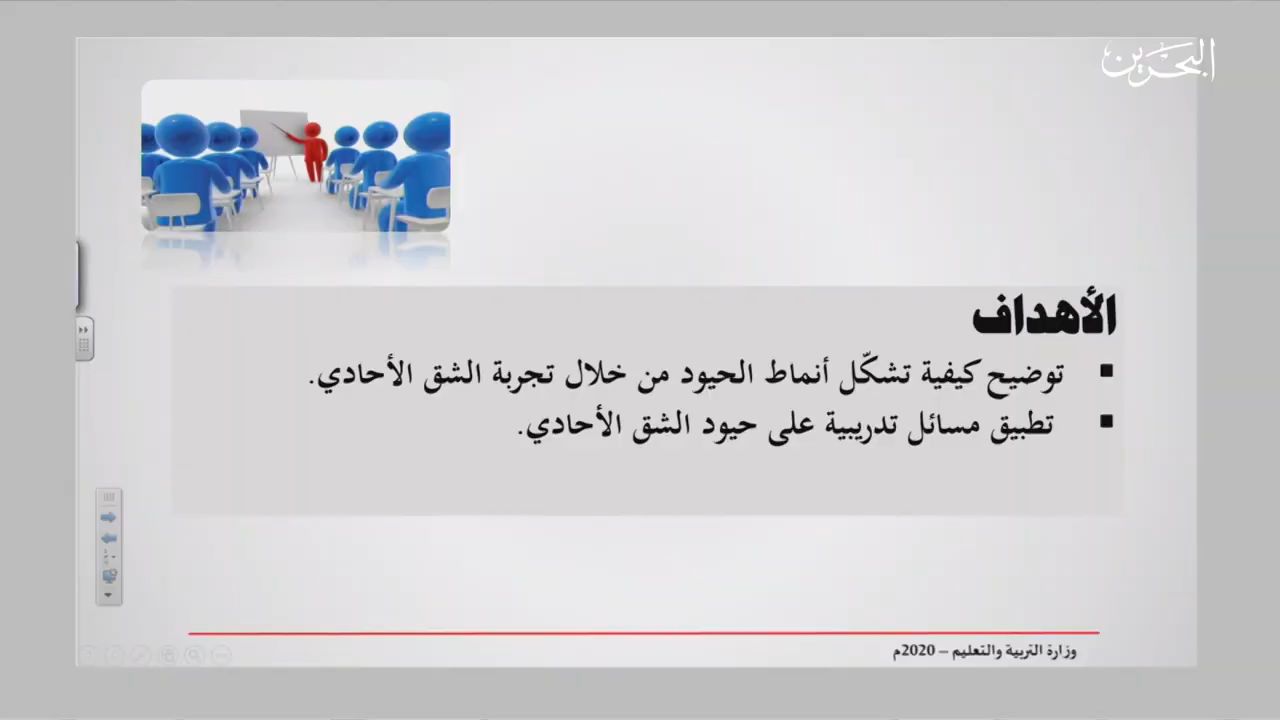 البحرين
الأهداف
▪ توضيح كيفية تشكّل أنماط الحيود من خلال تجربة الشق الأحادي.
▪ تطبيق مسائل تدريبية على حيود الشق الأحادي.
وزارة التربية والتعليم – 2020م